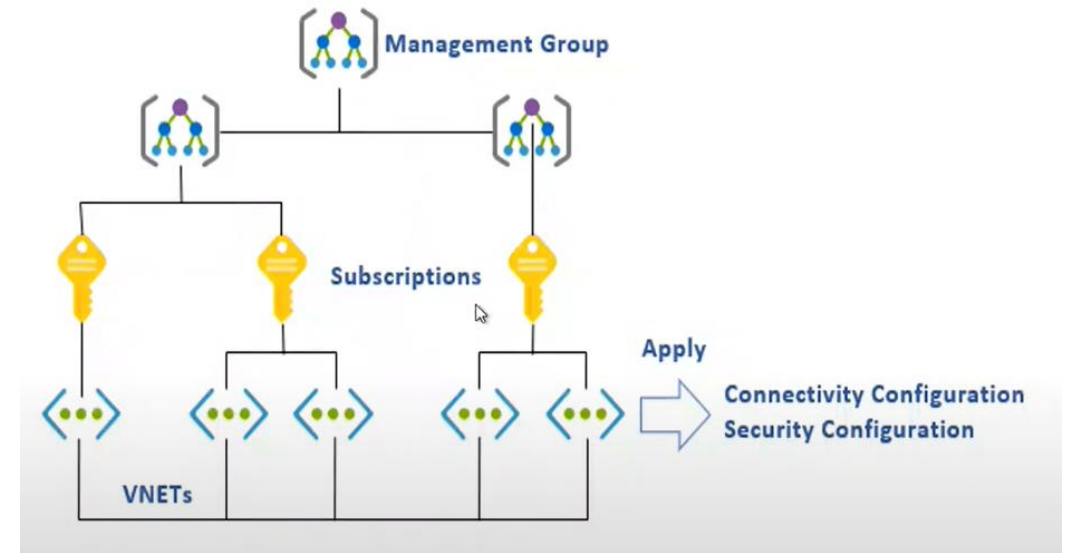 Management Group
Subscriptions
Apply
Connectivity Configuration
Security Configuration
VNETs